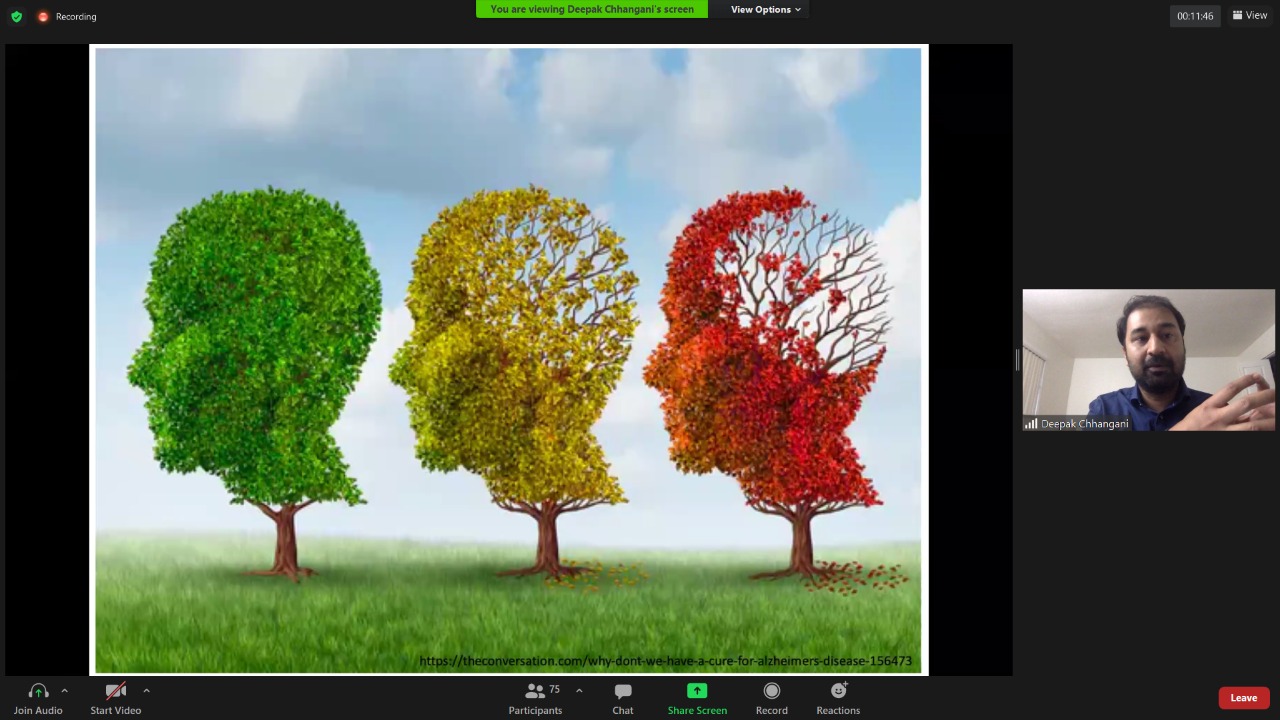 Recording
You are viewing Deepak Chhangani's screen
View Options
00:11:46
View
Deepak Chhangani
https://theconversation.com/why-dont-we-have-a-cure-for-alzheimers-disease-156473
Join Audio
Start Video
Participants
75
Chat
Share Screen
Record
Reactions
Leave